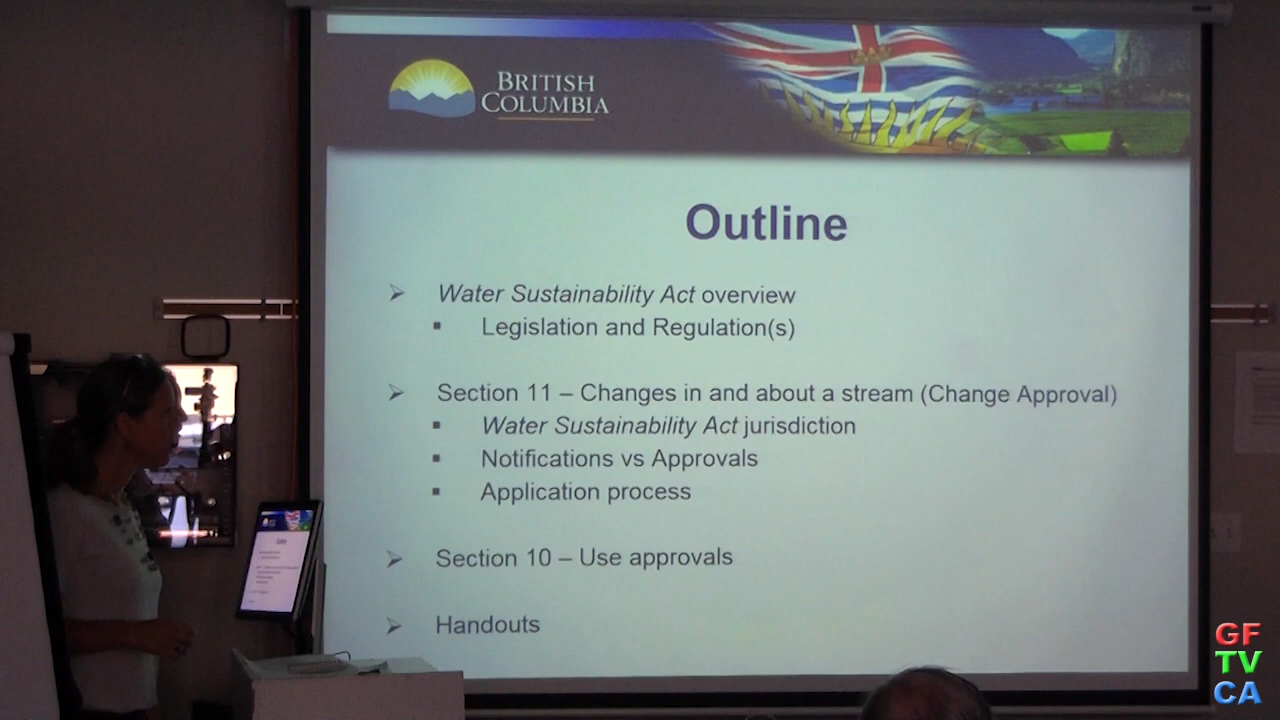 BRITISH
COLUMBIA
Outline
➢ Water Sustainability Act overview
▪ Legislation and Regulation(s)
➢ Section 11 – Changes in and about a stream (Change Approval)
▪ Water Sustainability Act jurisdiction
▪ Notifications vs Approvals
▪ Application process
➢ Section 10 – Use approvals
➢ Handouts
GF
TV
CA